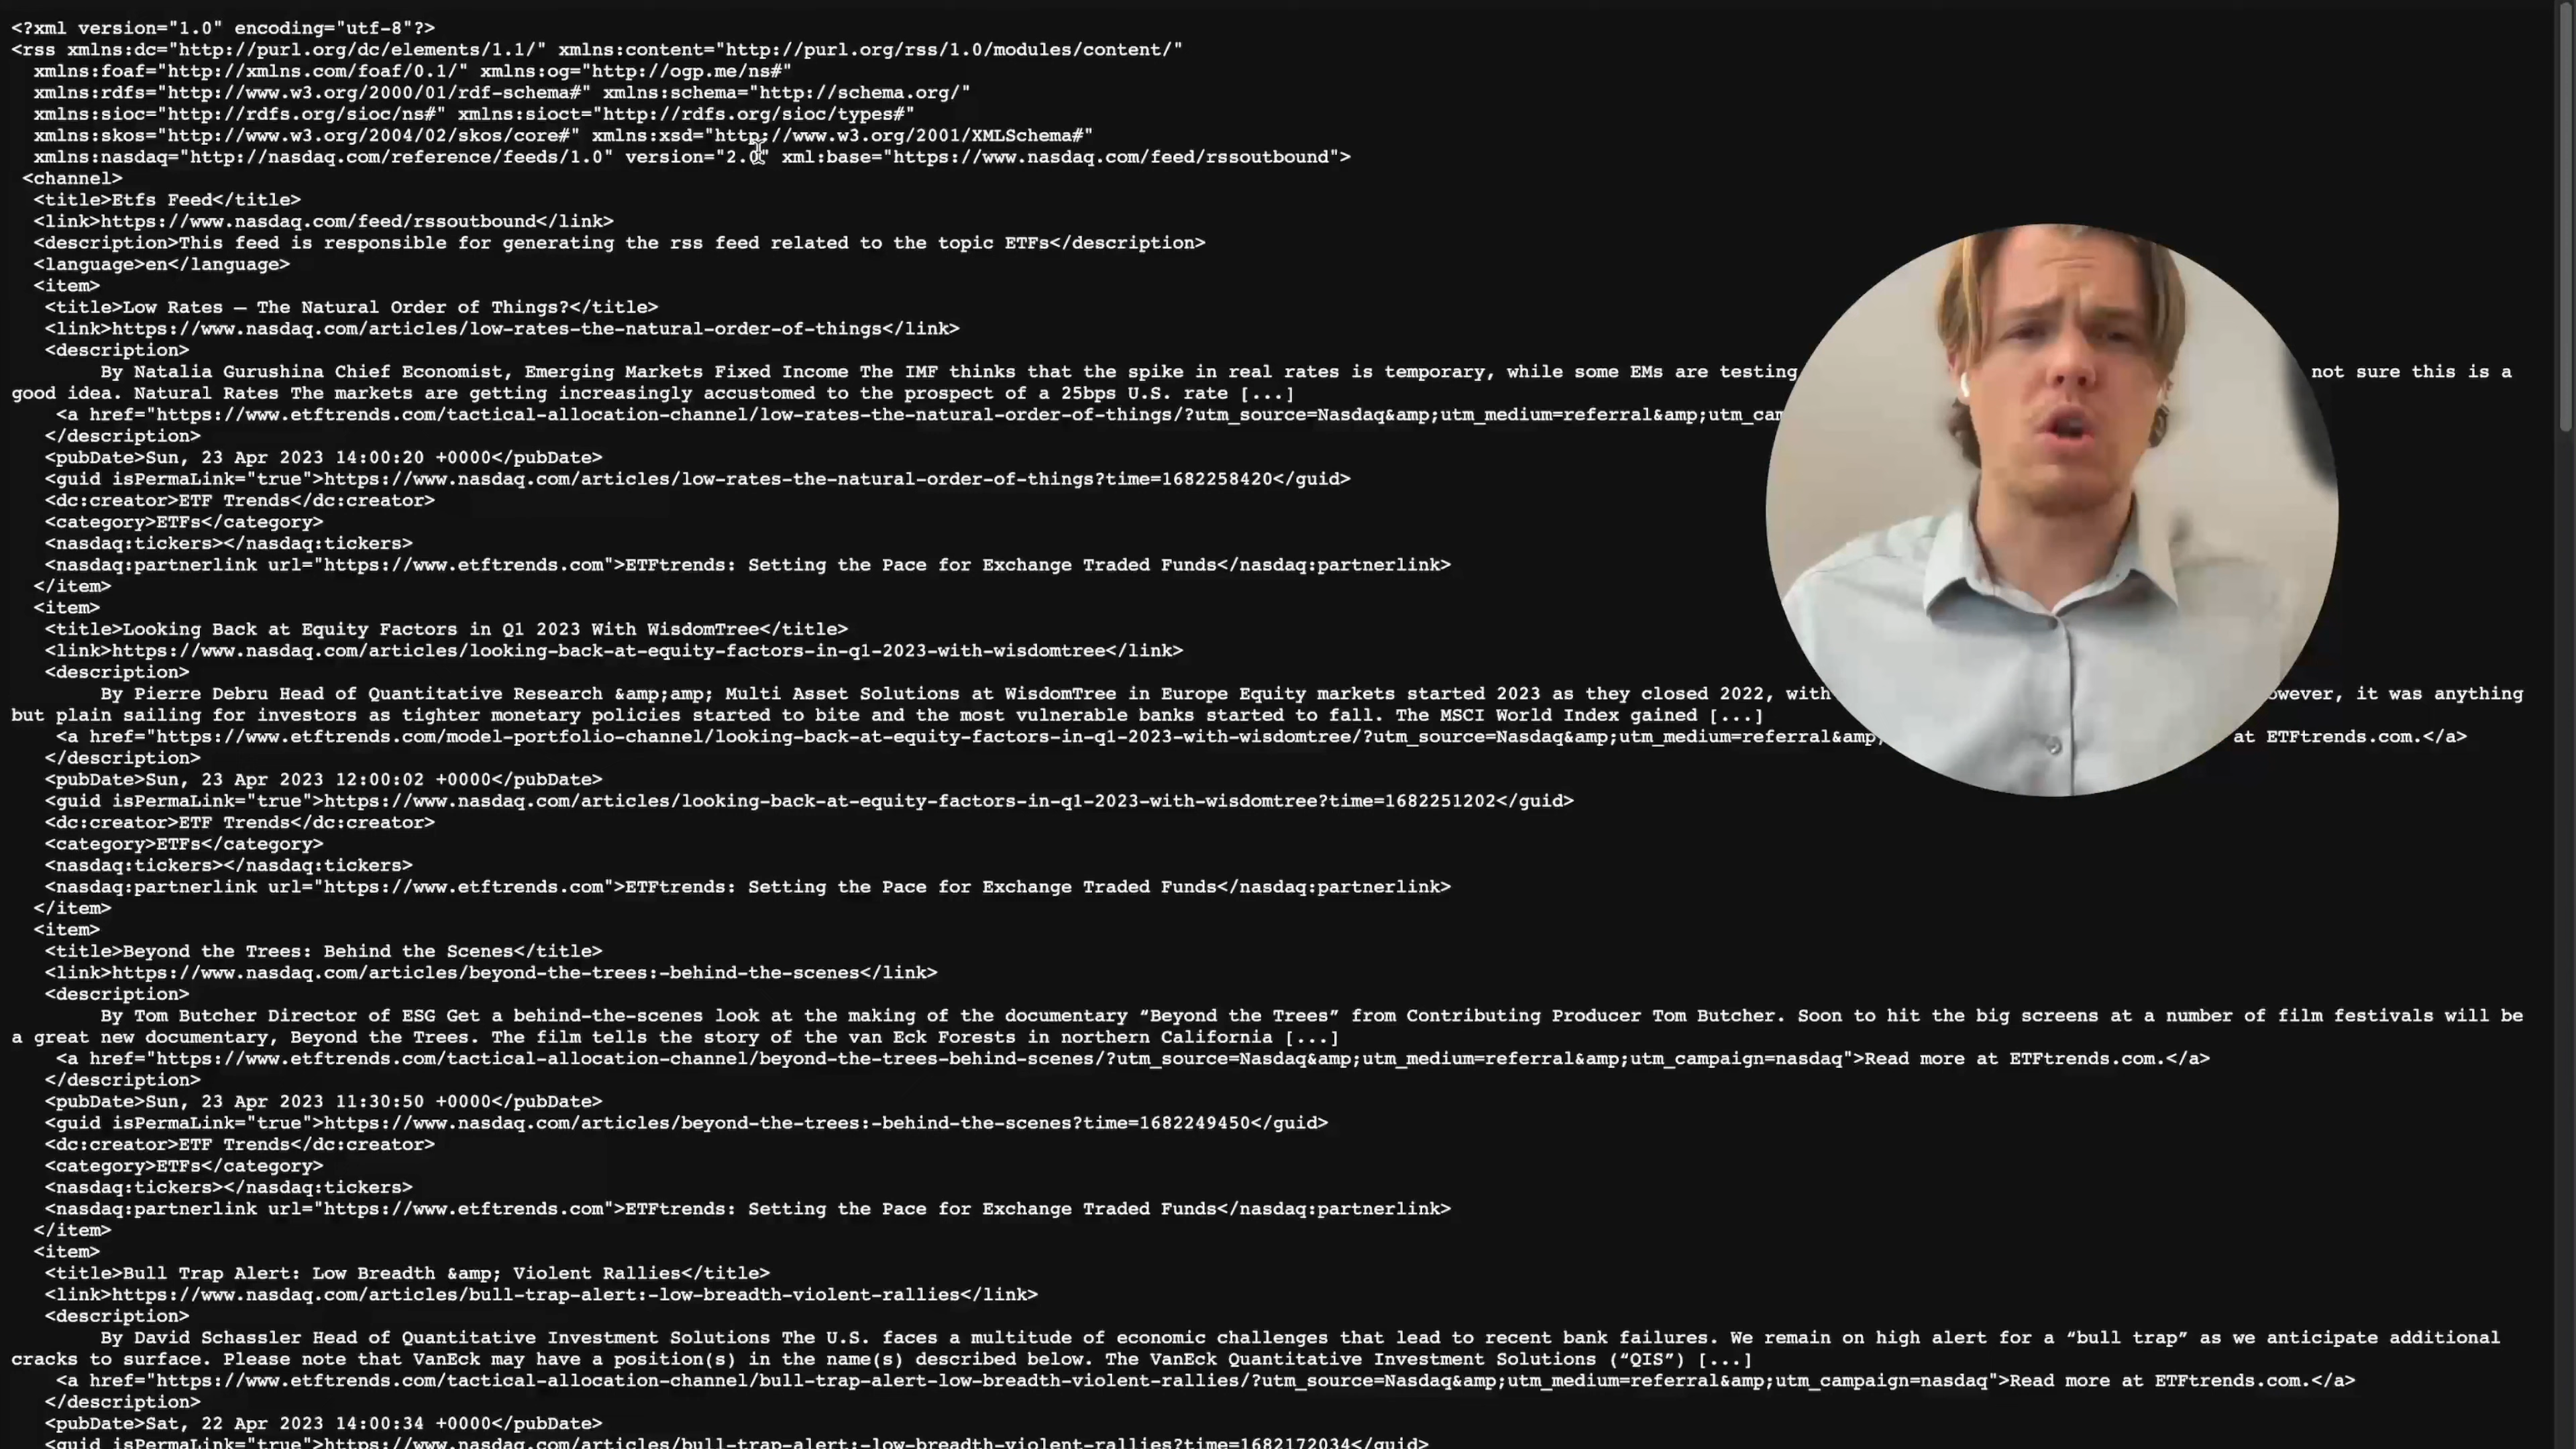 <?xml version="1.0" encoding="utf-8"?>
<rss xmlns:dc="http://purl.org/dc/elements/1.1/" xmlns:content="http://purl.org/rss/1.0/modules/content/"
xmlns:foaf="http://xmlns.com/foaf/0.1/" xmlns:og="http://ogp.me/ns#"
xmlns:rdfs="http://www.w3.org/2000/01/rdf-schema#" xmlns:schema="http://schema.org/"
xmlns:sioc="http://rdfs.org/sioc/ns#" xmlns:sioct="http://rdfs.org/sioc/types#"
xmlns:skos="http://www.w3.org/2004/02/skos/core#" xmlns:xsd="http://www.w3.org/2001/XMLSchema#"
xmlns:nasdaq="http://nasdaq.com/reference/feeds/1.0" version="2.0" xml:base="https://www.nasdaq.com/feed/rssoutbound">
<channel>
<title>Etfs Feed</title>
<link>https://www.nasdaq.com/feed/rssoutbound</link>
<description>This feed is responsible for generating the rss feed related to the topic ETFs</description>
<language>en</language>
<item>
<title>Low Rates – The Natural Order of Things?</title>
<link>https://www.nasdaq.com/articles/low-rates-the-natural-order-of-things</link>
<description>
By Natalia Gurushina Chief Economist, Emerging Markets Fixed Income The IMF thinks that the spike in real rates is temporary, while some EMs are testing not sure this is a
good idea. Natural Rates The markets are getting increasingly accustomed to the prospect of a 25bps U.S. rate [...]
<a href="https://www.etftrends.com/tactical-allocation-channel/low-rates-the-natural-order-of-things/?utm_source=Nasdaq&amp;utm_medium=referral&amp;utm_cam
</description>
<pubDate>Sun, 23 Apr 2023 14:00:20 +0000</pubDate>
<guid isPermaLink="true">https://www.nasdaq.com/articles/low-rates-the-natural-order-of-things?time=1682258420</guid>
<dc:creator>ETF Trends</dc:creator>
<category>ETFs</category>
<nasdaq:tickers></nasdaq:tickers>
<nasdaq:partnerlink url="https://www.etftrends.com">ETFtrends: Setting the Pace for Exchange Traded Funds</nasdaq:partnerlink>
</item>
<item>
<title>Looking Back at Equity Factors in Q1 2023 With WisdomTree</title>
<link>https://www.nasdaq.com/articles/looking-back-at-equity-factors-in-q1-2023-with-wisdomtree</link>
<description>
By Pierre Debru Head of Quantitative Research &amp;amp; Multi Asset Solutions at WisdomTree in Europe Equity markets started 2023 as they closed 2022, with owever, it was anything
but plain sailing for investors as tighter monetary policies started to bite and the most vulnerable banks started to fall. The MSCI World Index gained [...]
<a href="https://www.etftrends.com/model-portfolio-channel/looking-back-at-equity-factors-in-q1-2023-with-wisdomtree/?utm_source=Nasdaq&amp;utm_medium=referral&amp; at ETFtrends.com.</a>
</description>
<pubDate>Sun, 23 Apr 2023 12:00:02 +0000</pubDate>
<guid isPermaLink="true">https://www.nasdaq.com/articles/looking-back-at-equity-factors-in-q1-2023-with-wisdomtree?time=1682251202</guid>
<dc:creator>ETF Trends</dc:creator>
<category>ETFs</category>
<nasdaq:tickers></nasdaq:tickers>
<nasdaq:partnerlink url="https://www.etftrends.com">ETFtrends: Setting the Pace for Exchange Traded Funds</nasdaq:partnerlink>
</item>
<item>
<title>Beyond the Trees: Behind the Scenes</title>
<link>https://www.nasdaq.com/articles/beyond-the-trees:-behind-the-scenes</link>
<description>
By Tom Butcher Director of ESG Get a behind-the-scenes look at the making of the documentary “Beyond the Trees” from Contributing Producer Tom Butcher. Soon to hit the big screens at a number of film festivals will be
a great new documentary, Beyond the Trees. The film tells the story of the van Eck Forests in northern California [...]
<a href="https://www.etftrends.com/tactical-allocation-channel/beyond-the-trees-behind-scenes/?utm_source=Nasdaq&amp;utm_medium=referral&amp;utm_campaign=nasdaq">Read more at ETFtrends.com.</a>
</description>
<pubDate>Sun, 23 Apr 2023 11:30:50 +0000</pubDate>
<guid isPermaLink="true">https://www.nasdaq.com/articles/beyond-the-trees:-behind-the-scenes?time=1682249450</guid>
<dc:creator>ETF Trends</dc:creator>
<category>ETFs</category>
<nasdaq:tickers></nasdaq:tickers>
<nasdaq:partnerlink url="https://www.etftrends.com">ETFtrends: Setting the Pace for Exchange Traded Funds</nasdaq:partnerlink>
</item>
<item>
<title>Bull Trap Alert: Low Breadth &amp; Violent Rallies</title>
<link>https://www.nasdaq.com/articles/bull-trap-alert:-low-breadth-violent-rallies</link>
<description>
By David Schassler Head of Quantitative Investment Solutions The U.S. faces a multitude of economic challenges that lead to recent bank failures. We remain on high alert for a “bull trap” as we anticipate additional
cracks to surface. Please note that VanEck may have a position(s) in the name(s) described below. The VanEck Quantitative Investment Solutions (“QIS”) [...]
<a href="https://www.etftrends.com/tactical-allocation-channel/bull-trap-alert-low-breadth-violent-rallies/?utm_source=Nasdaq&amp;utm_medium=referral&amp;utm_campaign=nasdaq">Read more at ETFtrends.com.</a>
</description>
<pubDate>Sat, 22 Apr 2023 14:00:34 +0000</pubDate>
<guid isPermaLink="true">https://www.nasdaq.com/articles/bull-trap-alert:-low-breadth-violent-rallies?time=1682172034</guid>